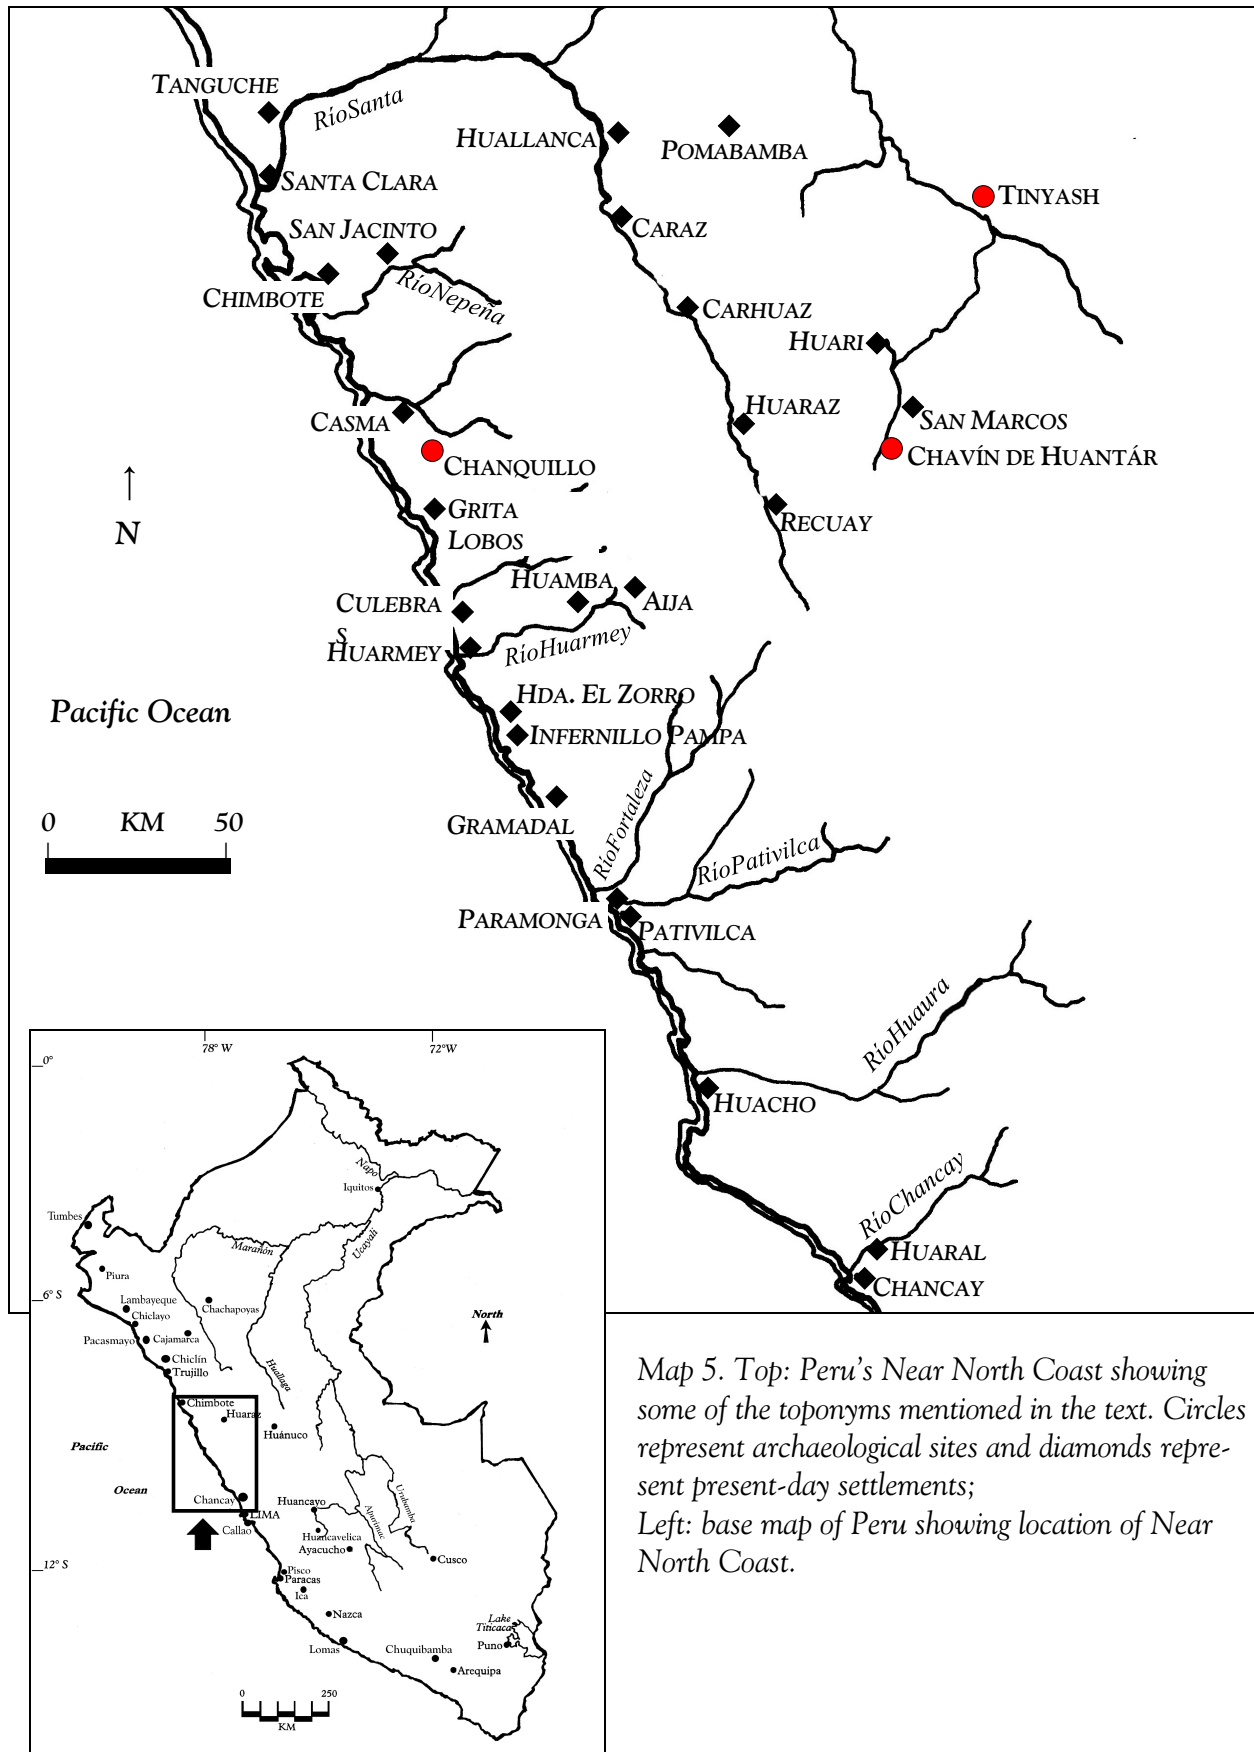 TANGUCHE
RíoSanta
HUALLANCA
POMABAMBA
SANTA CLARA
TINYASH
SAN JACINTO
CARAZ
RíoNepeña
CHIMBOTE
CARHUAZ
HUARI
HUARAZ
CASMA
SAN MARCOS
CHANQUILLO
CHAVÍN DE HUANTÁR
N
GRITA
LOBOS
RECUAY
HUAMBA
AIJA
CULEBRA
S
HUARMEY
RíoHuarmey
HDA. EL ZORRO
Pacific Ocean
INFERNILLO PAMPA
0 KM 50
GRAMADAL
RíoFortaleza
RíoPativilca
PARAMONGA
PATIVILCA
RíoHuaura
HUACHO
RíoChancay
HUARAL
CHANCAY
78° W
72°W
0°
Napo
Iquitos
Tumbes
Marañón
Ucayali
Piura
6° S
Lambayeque
Chiclayo
Chachapoyas
North
Pacasmayo
Cajamarca
Chiclín
Trujillo
Huallaga
Chimbote
Huaraz
Huánuco
Pacific
Ocean
Chancay
LIMA
Callao
Huancayo
Urubamba
Apurimac
Huancavelica
Ayacucho
Cusco
12° S
Pisco
Paracas
Ica
Nazca
Lake
Titicaca
Puno
Lomas
Chuquibamba
Arequipa
0 250
KM
Map 5. Top: Peru's Near North Coast showing
some of the toponyms mentioned in the text. Circles
represent archaeological sites and diamonds repre-
sent present-day settlements;
Left: base map of Peru showing location of Near
North Coast.